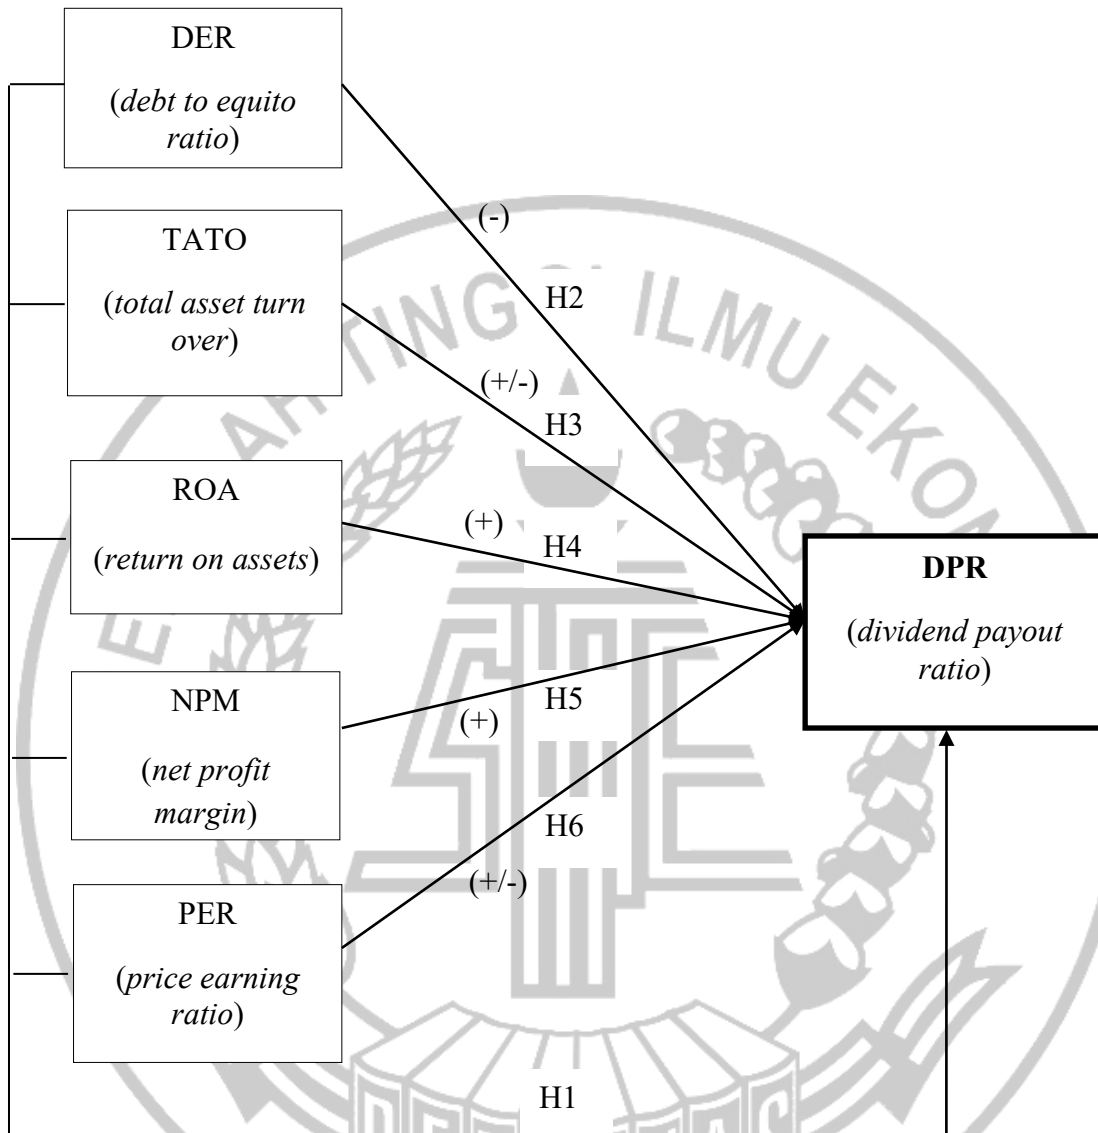 DER
(debt to equito
ratio)
(-)
TATO
(total asset turn
over)
H2
(+/-)
H3
ROA
(return on assets)
(+)
H4
DPR
(dividend payout
ratio)
NPM
(net profit
margin)
H5
(+)
H6
PER
(price earning
ratio)
(+/-)
H1
ILMU